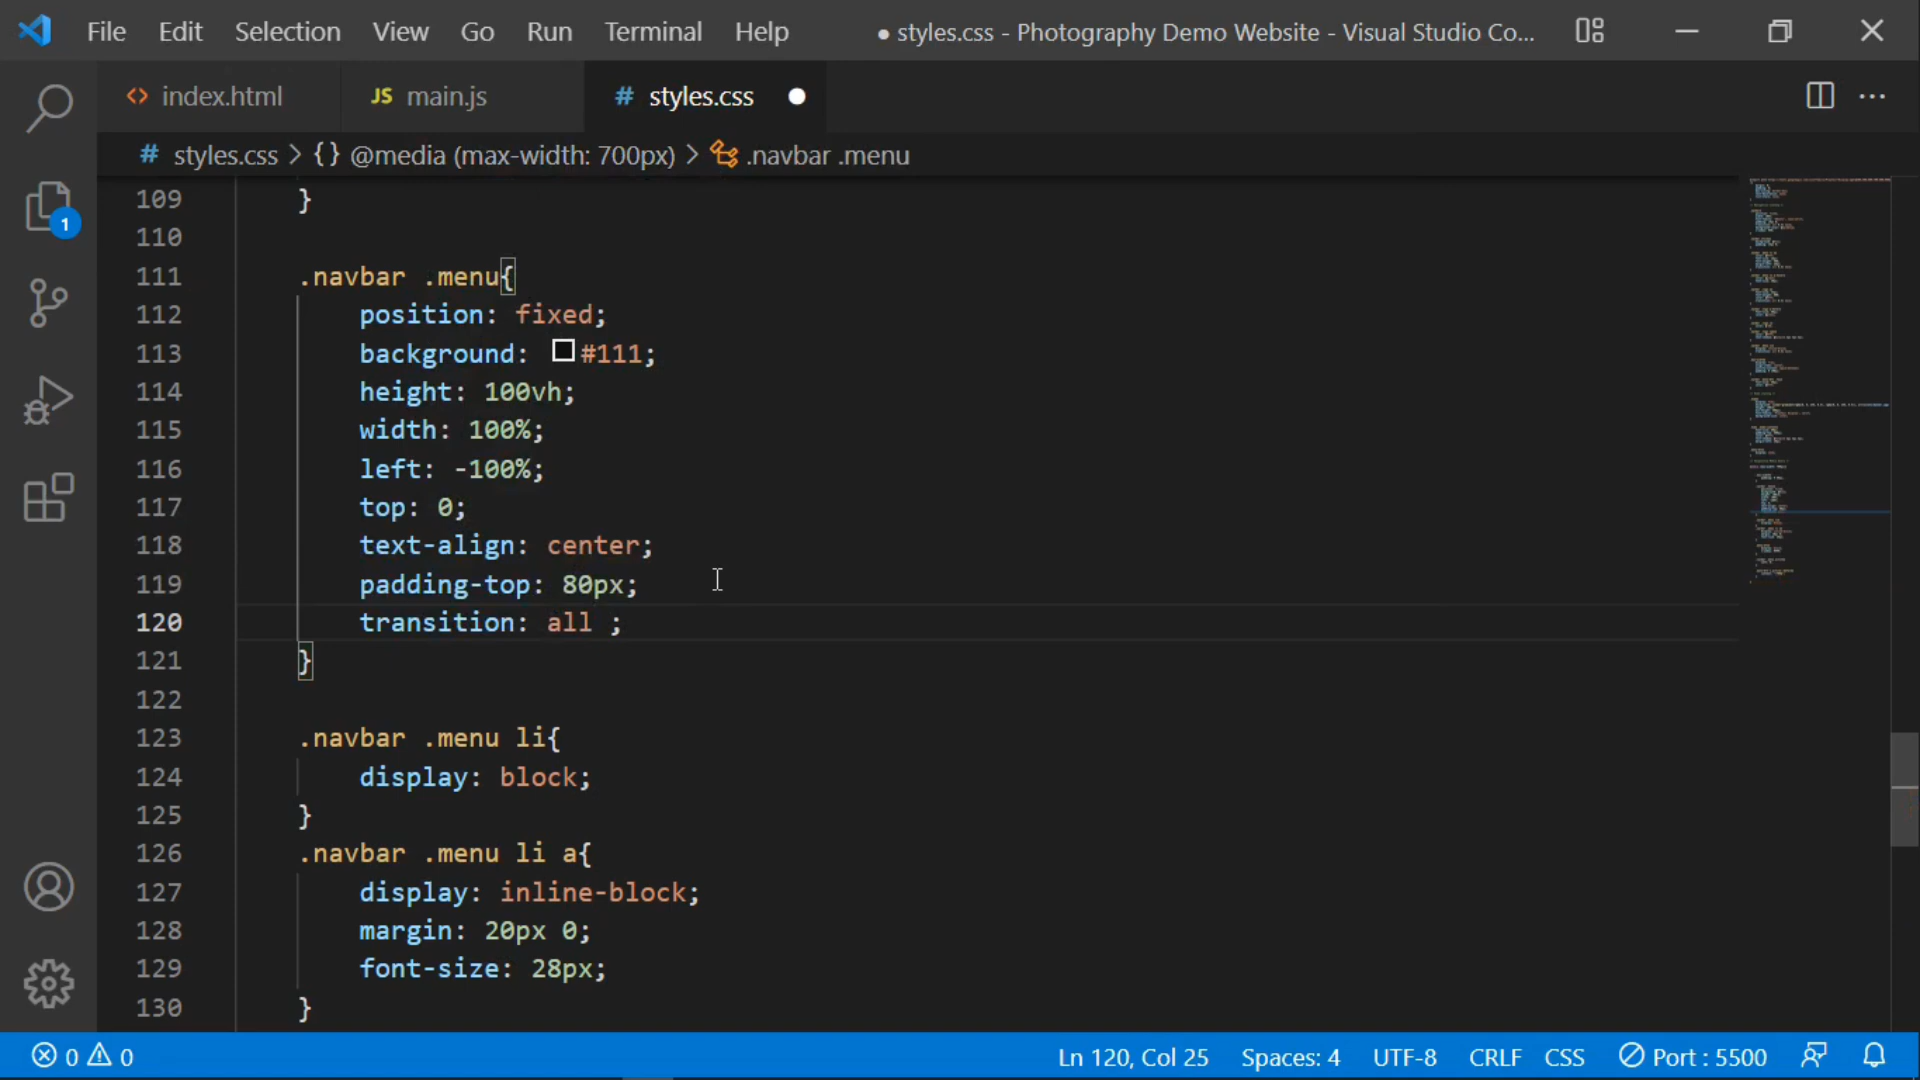 File Edit Selection View Go Run Terminal Help ● styles.css - Photography Demo Website - Visual Studio Co...
<> index.html JS main.js # styles.css ●
# styles.css > {} @media (max-width: 700px) > .navbar .menu
109 }
110
111 .navbar .menu{
112 position: fixed;
113 background: #111;
114 height: 100vh;
115 width: 100%;
116 left: -100%;
117 top: 0;
118 text-align: center;
119 padding-top: 80px;
120 transition: all ;
121 }
122
123 .navbar .menu li{
124 display: block;
125 }
126 .navbar .menu li a{
127 display: inline-block;
128 margin: 20px 0;
129 font-size: 28px;
130 }
1
0 0 Ln 120, Col 25 Spaces: 4 UTF-8 CRLF CSS Port : 5500